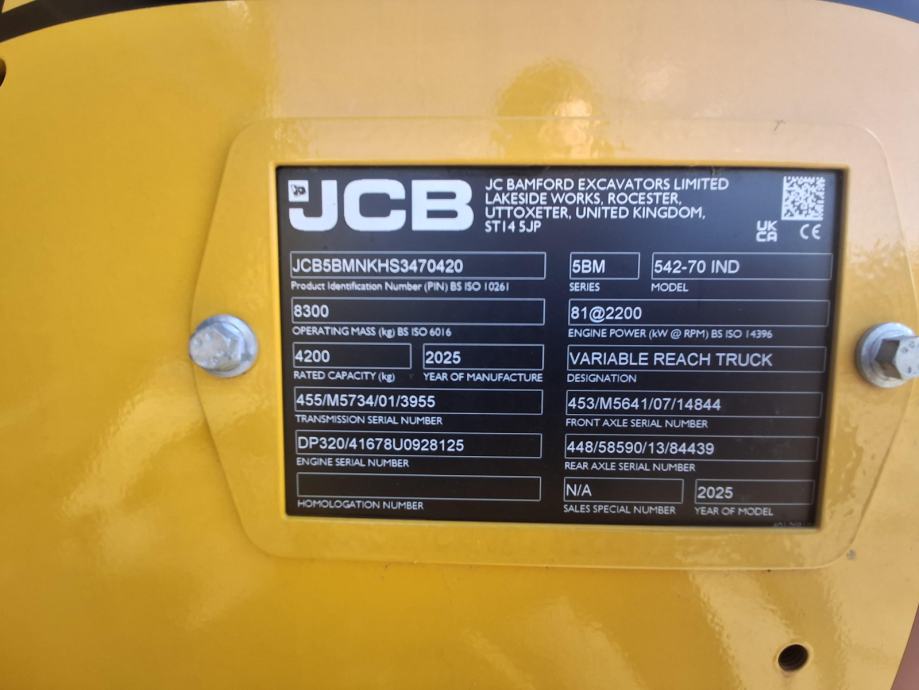 JCB
JC BAMFORD EXCAVATORS LIMITED
LAKESIDE WORKS, ROCESTER,
UTTOXETER, UNITED KINGDOM,
ST14 5JP
UK
CA
CE
JCB5BMNKHS3470420
Product Identification Number (PIN) BS ISO 10261
5BM
SERIES
542-70 IND
MODEL
8300
OPERATING MASS (kg) BS ISO 6016
81@2200
ENGINE POWER (kW @ RPM) BS ISO 14396
4200
RATED CAPACITY (kg)
2025
YEAR OF MANUFACTURE
VARIABLE REACH TRUCK
DESIGNATION
455/M5734/01/3955
TRANSMISSION SERIAL NUMBER
453/M5641/07/14844
FRONT AXLE SERIAL NUMBER
DP320/41678U0928125
ENGINE SERIAL NUMBER
448/58590/13/84439
REAR AXLE SERIAL NUMBER
HOMOLOGATION NUMBER
N/A
SALES SPECIAL NUMBER
2025
YEAR OF MODEL